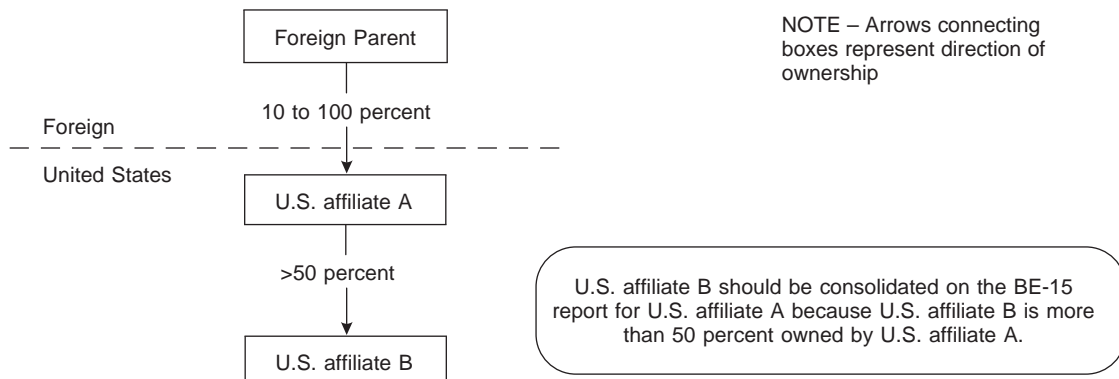 Foreign Parent
NOTE – Arrows connecting
boxes represent direction of
ownership
10 to 100 percent
Foreign
United States
U.S. affiliate A
>50 percent
U.S. affiliate B should be consolidated on the BE-15
report for U.S. affiliate A because U.S. affiliate B is more
than 50 percent owned by U.S. affiliate A.
U.S. affiliate B